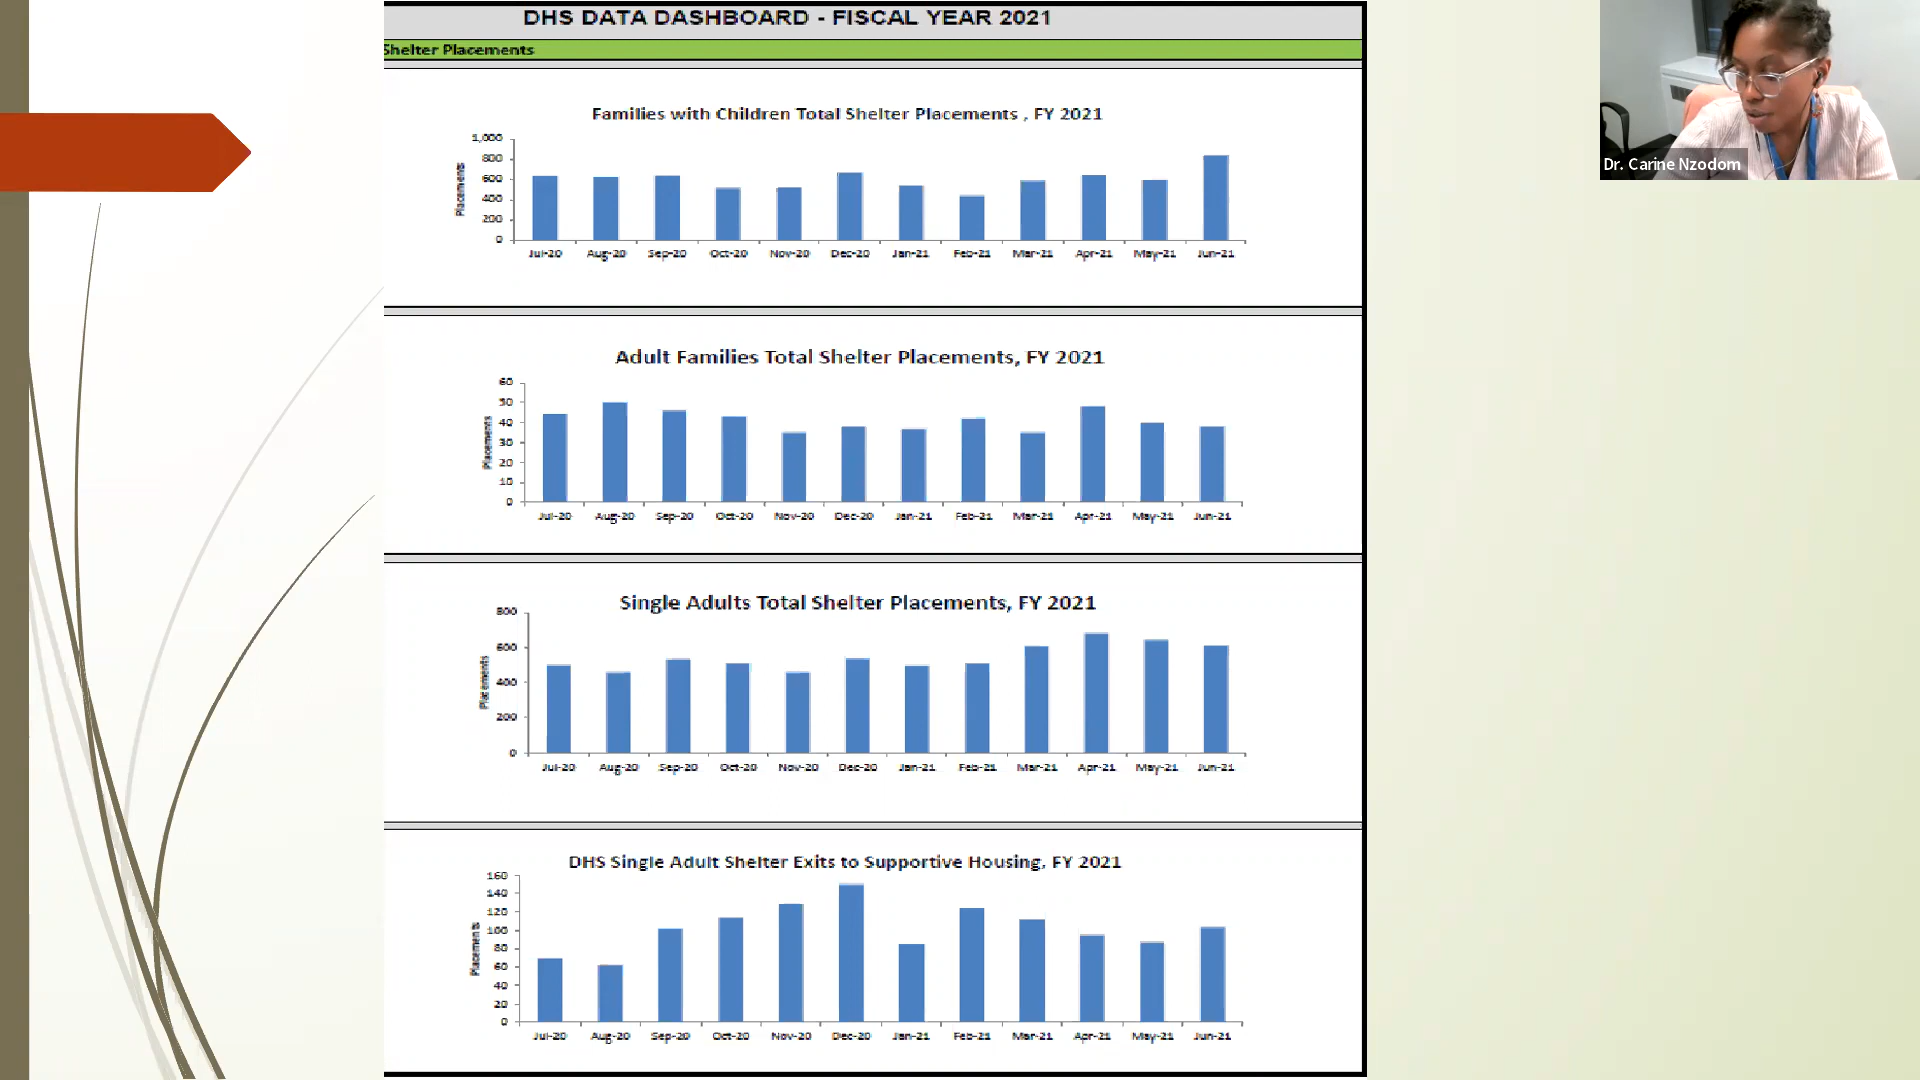 DHS DATA DASHBOARD - FISCAL YEAR 2021
Shelter Placements
Families with Children Total Shelter Placements , FY 2021
Placements
1,000
800
600
400
200
0
Jul-20 Aug-20 Sep-20 Oct-20 Nov-20 Dec-20 Jan-21 Feb-21 Mar-21 Apr-21 May-21 Jun-21
Adult Families Total Shelter Placements, FY 2021
Placements
60
50
40
30
20
10
0
Jul-20 Aug-20 Sep-20 Oct-20 Nov-20 Dec-20 Jan-21 Feb-21 Mar-21 Apr-21 May-21 Jun-21
Single Adults Total Shelter Placements, FY 2021
Placements
800
600
400
200
0
Jul-20 Aug-20 Sep-20 Oct-20 Nov-20 Dec-20 Jan-21 Feb-21 Mar-21 Apr-21 May-21 Jun-21
DHS Single Adult Shelter Exits to Supportive Housing, FY 2021
Placements
160
140
120
100
80
60
40
20
0
Jul-20 Aug-20 Sep-20 Oct-20 Nov-20 Dec-20 Jan-21 Feb-21 Mar-21 Apr-21 May-21 Jun-21
Dr. Carine Nzodom